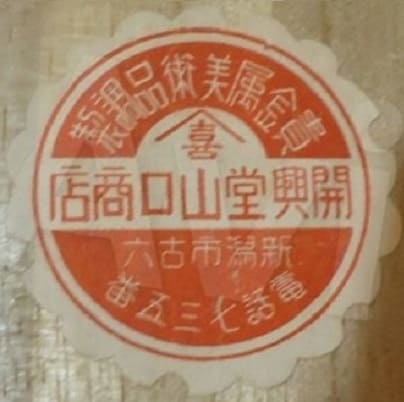 貴金属美術品調製
喜
開興堂山口商店
新潟市古六
電話七三五番